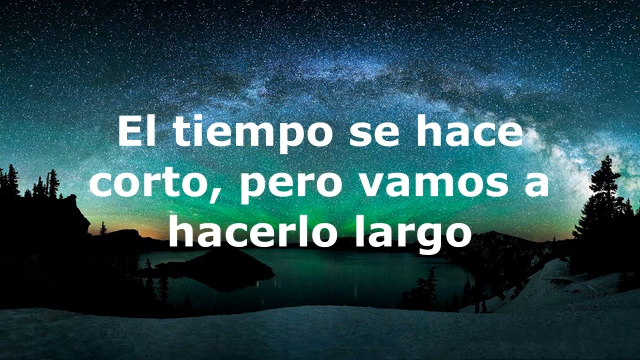 El tiempo se hace
corto, pero vamos a
hacerlo largo